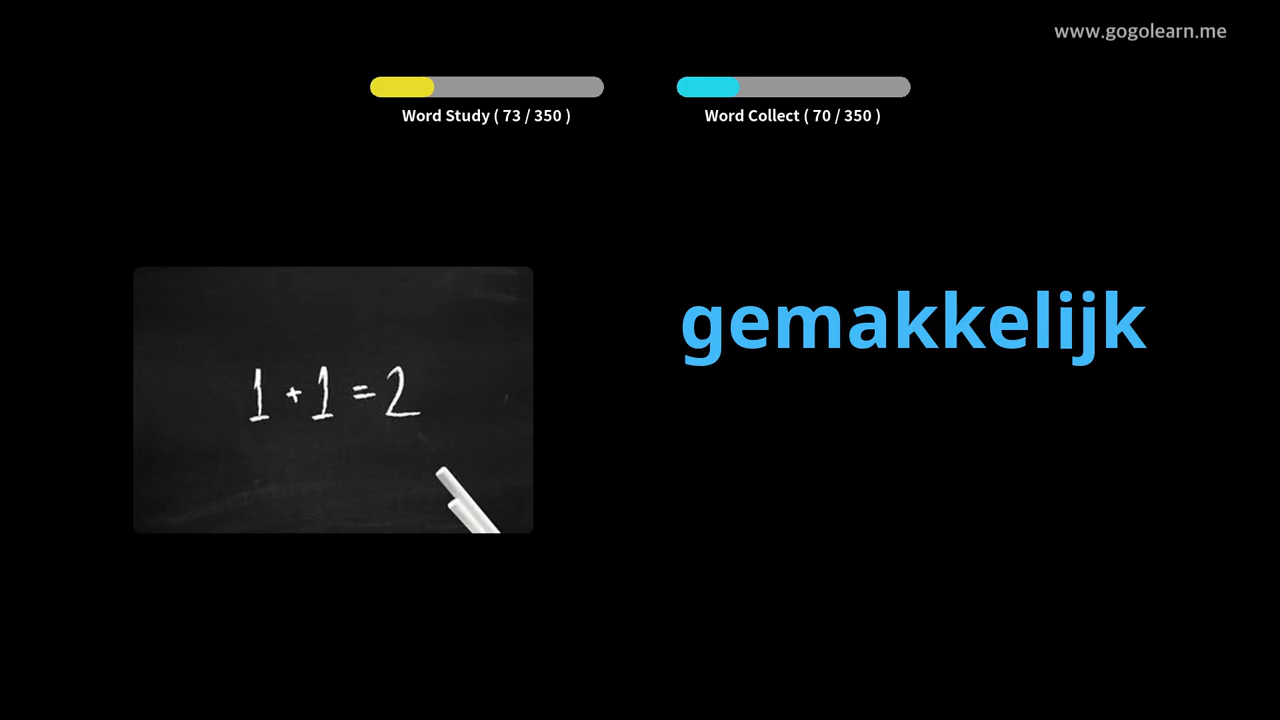 www.gogolearn.me
Word Study ( 73 / 350 )
Word Collect ( 70 / 350 )
gemakkelijk
1 + 1 = 2